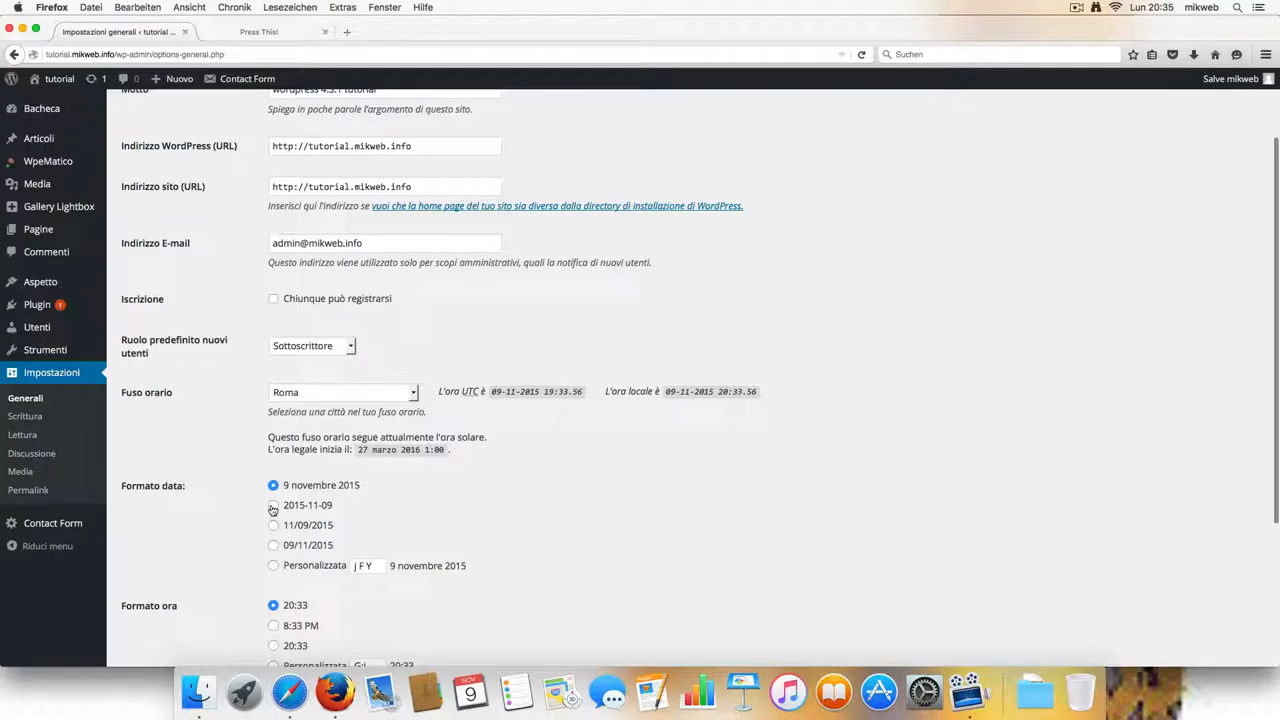 Firefox Datei Bearbeiten Ansicht Chronik Lesezeichen Extras Fenster Hilfe Lun 20:35 mikweb
Impostazioni generali ‹ tutorial ... × Press This! × +
tutorial.mikweb.info/wp-admin/options-general.php Suchen
tutorial 1 0 + Nuovo Contact Form Salve mikweb
Bacheca
Articoli
WpeMatico
Media
Gallery Lightbox
Pagine
Commenti
Aspetto
Plugin 1
Utenti
Strumenti
Impostazioni
Generali
Scrittura
Lettura
Discussione
Media
Permalink
Contact Form
Riduci menu
Motto wordpress 4.3.1 tutorial
Spiega in poche parole l'argomento di questo sito.
Indirizzo WordPress (URL) http://tutorial.mikweb.info
Indirizzo sito (URL) http://tutorial.mikweb.info
Inserisci qui l'indirizzo se vuoi che la home page del tuo sito sia diversa dalla directory di installazione di WordPress.
Indirizzo E-mail admin@mikweb.info
Questo indirizzo viene utilizzato solo per scopi amministrativi, quali la notifica di nuovi utenti.
Iscrizione Chiunque può registrarsi
Ruolo predefinito nuovi
utenti
Sottoscrittore
Fuso orario Roma L'ora UTC è 09-11-2015 19:33.56 L'ora locale è 09-11-2015 20:33.56
Seleziona una città nel tuo fuso orario.
Questo fuso orario segue attualmente l'ora solare.
L'ora legale inizia il: 27 marzo 2016 1:00 .
Formato data: 9 novembre 2015
2015-11-09
11/09/2015
09/11/2015
Personalizzata j F Y 9 novembre 2015
Formato ora 20:33
8:33 PM
20:33
Personalizzata G:i 20:33
NOV
9